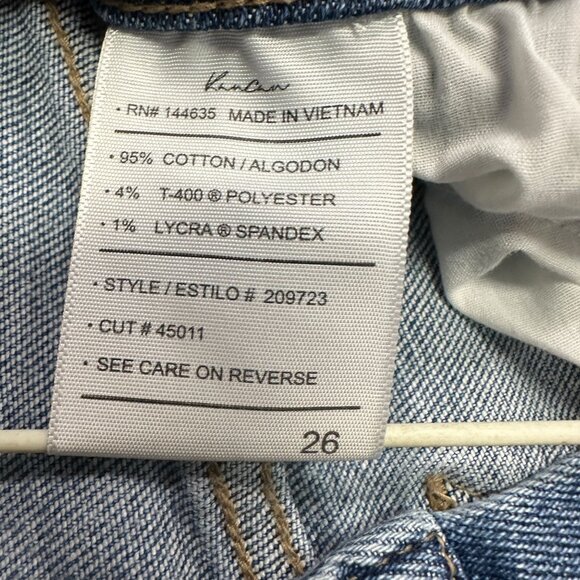 KanCan
• RN# 144635 MADE IN VIETNAM
• 95% COTTON / ALGODON
• 4% T-400 ® POLYESTER
• 1% LYCRA ® SPANDEX
• STYLE / ESTILO # 209723
• CUT # 45011
• SEE CARE ON REVERSE
26